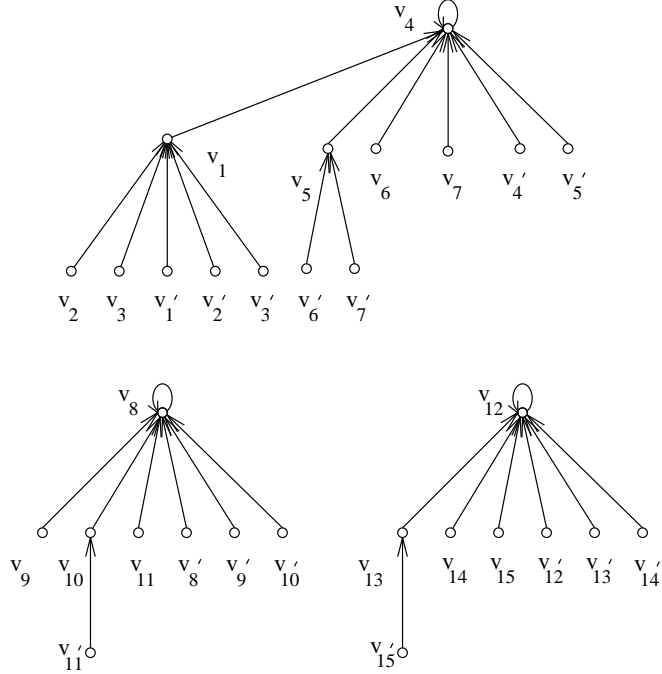 v₄
v₁
v₅ v₆ v₇ v₄′ v₅′
v₂ v₃ v₁′ v₂′ v₃′ v₆′ v₇′
v₈ v₁₂
v₉ v₁₀ v₁₁ v₈′ v₉′ v₁₀′ v₁₃ v₁₄ v₁₅ v₁₂′ v₁₃′ v₁₄′
v₁₁′ v₁₅′